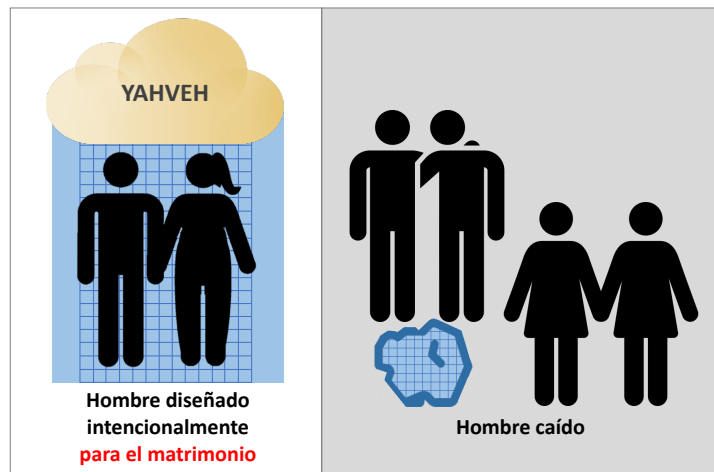 YAHVEH
Hombre diseñado
intencionalmente
para el matrimonio
Hombre caído